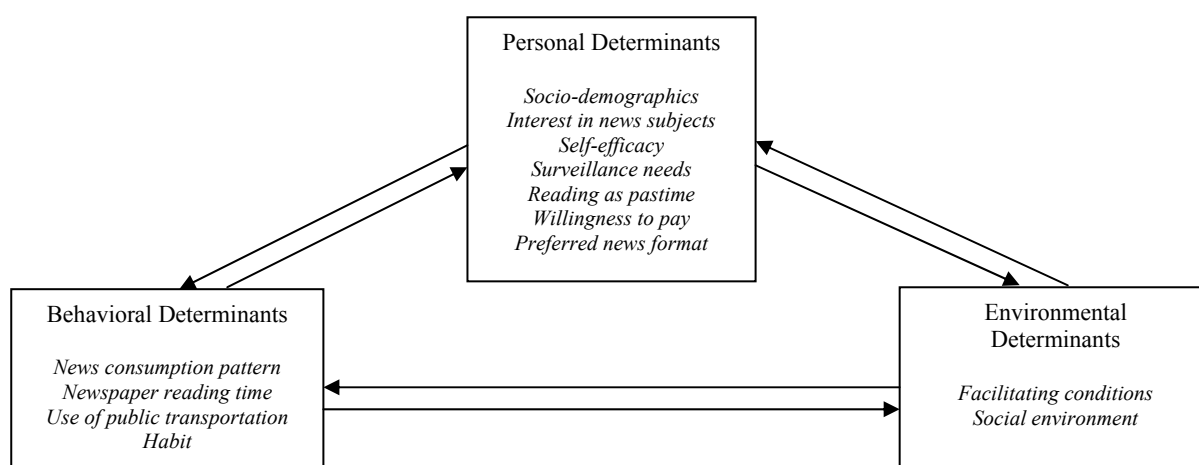 Personal Determinants
Socio-demographics
Interest in news subjects
Self-efficacy
Surveillance needs
Reading as pastime
Willingness to pay
Preferred news format
Behavioral Determinants
News consumption pattern
Newspaper reading time
Use of public transportation
Habit
Environmental
Determinants
Facilitating conditions
Social environment